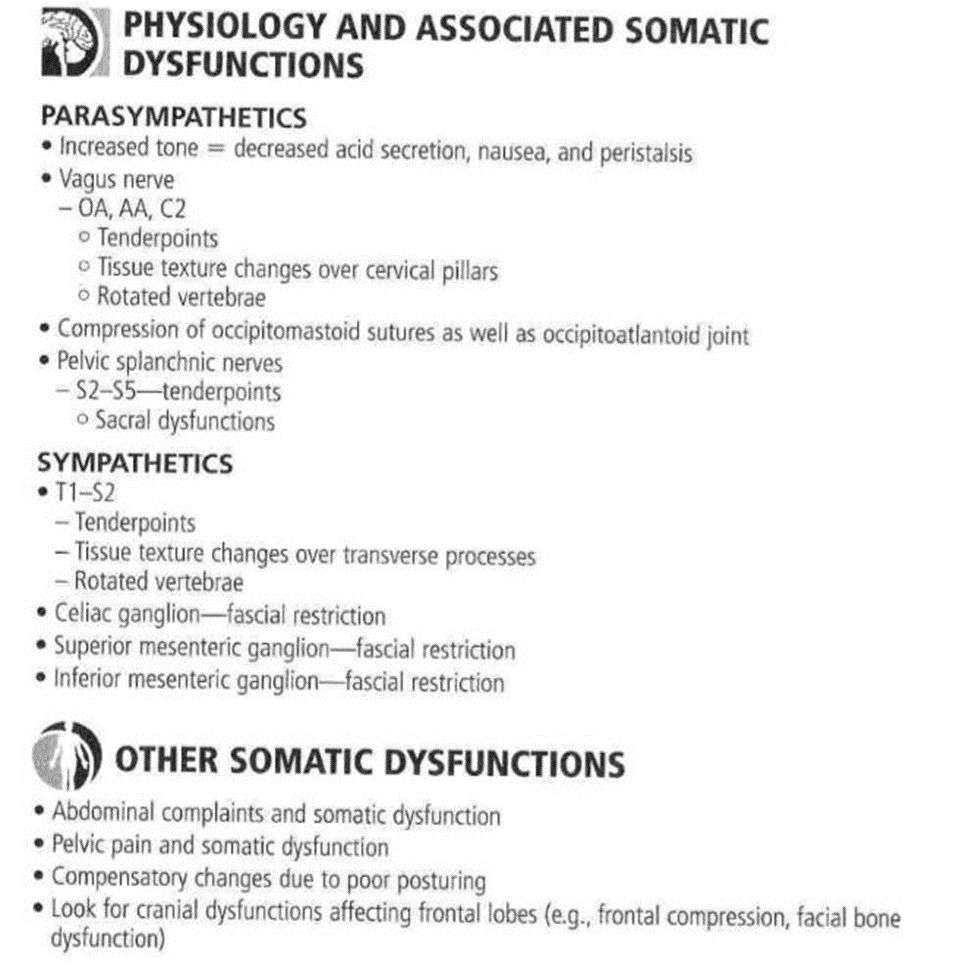 PHYSIOLOGY AND ASSOCIATED SOMATIC
DYSFUNCTIONS
PARASYMPATHETICS
• Increased tone = decreased acid secretion, nausea, and peristalsis
• Vagus nerve
– OA, AA, C2
○ Tenderpoints
○ Tissue texture changes over cervical pillars
○ Rotated vertebrae
• Compression of occipitomastoid sutures as well as occipitoatlantoid joint
• Pelvic splanchnic nerves
– S2–S5—tenderpoints
○ Sacral dysfunctions
SYMPATHETICS
• T1–S2
– Tenderpoints
– Tissue texture changes over transverse processes
– Rotated vertebrae
• Celiac ganglion—fascial restriction
• Superior mesenteric ganglion—fascial restriction
• Inferior mesenteric ganglion—fascial restriction
OTHER SOMATIC DYSFUNCTIONS
• Abdominal complaints and somatic dysfunction
• Pelvic pain and somatic dysfunction
• Compensatory changes due to poor posturing
• Look for cranial dysfunctions affecting frontal lobes (e.g., frontal compression, facial bone
dysfunction)